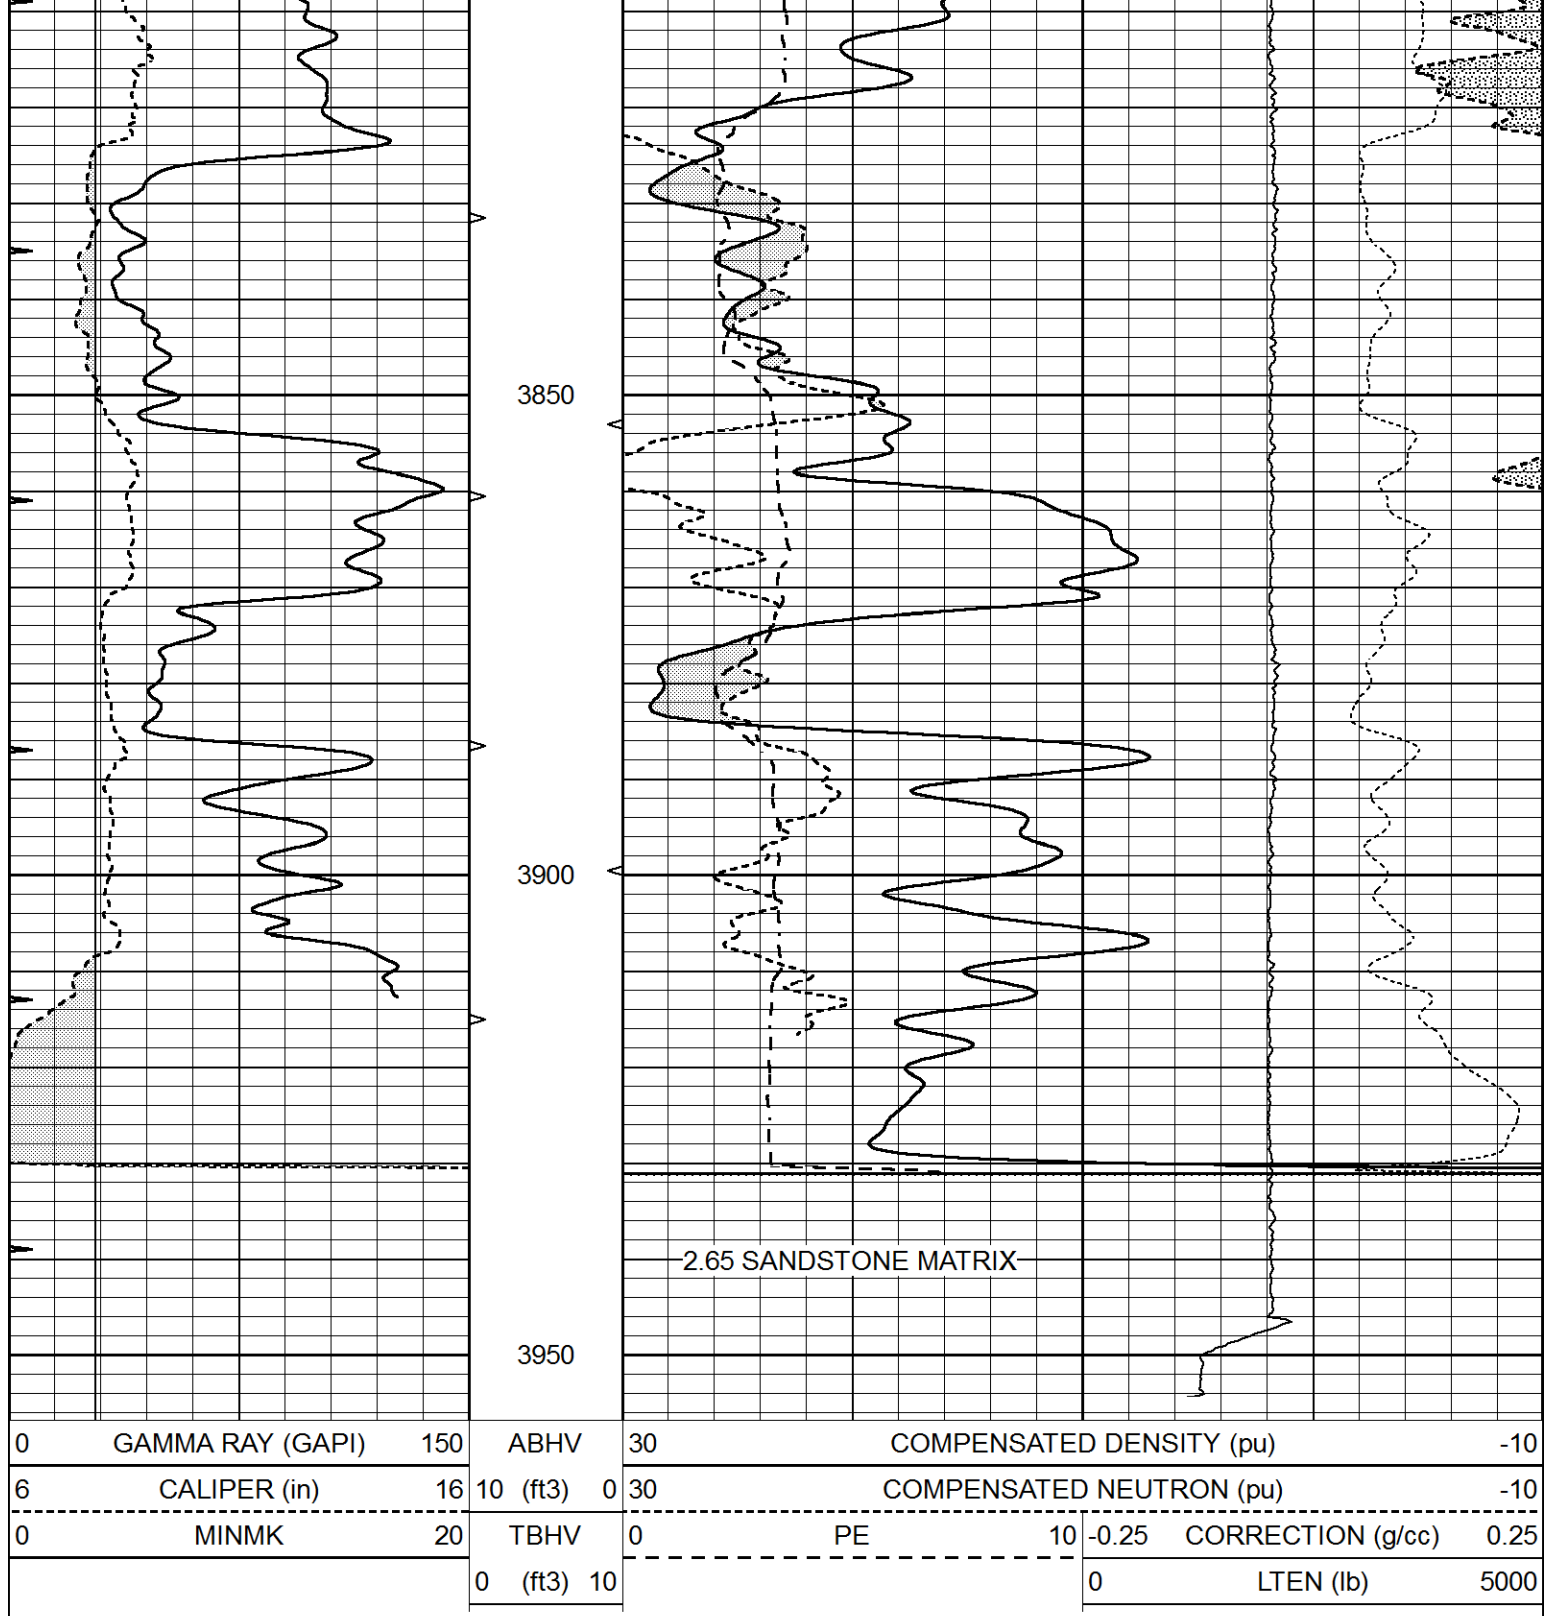 3850
3900
2.65 SANDSTONE MATRIX
3950
0 GAMMA RAY (GAPI) 150 ABHV 30 COMPENSATED DENSITY (pu) -10
6 CALIPER (in) 16 10 (ft3) 0 30 COMPENSATED NEUTRON (pu) -10
0 MINMK 20 TBHV 0 PE 10 -0.25 CORRECTION (g/cc) 0.25
0 (ft3) 10 0 LTEN (lb) 5000